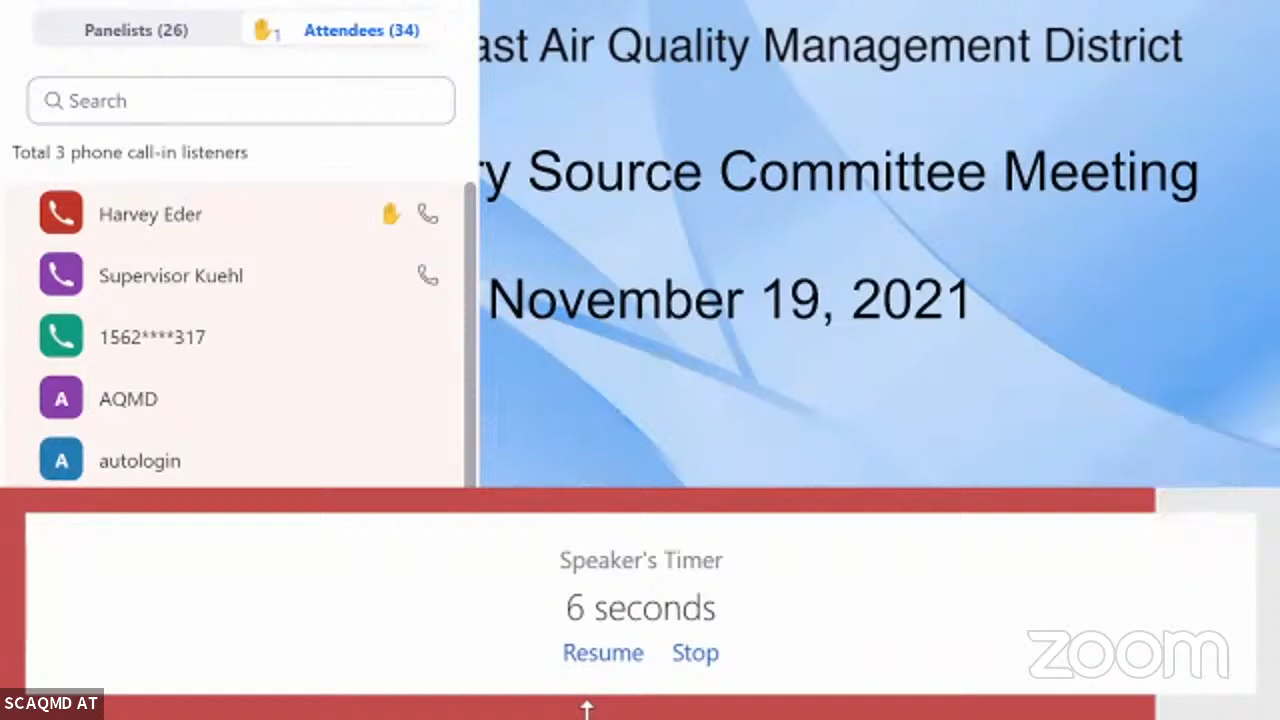 Panelists (26)
1
Attendees (34)
Search
Total 3 phone call-in listeners
Harvey Eder
Supervisor Kuehl
1562****317
A AQMD
A autologin
ast Air Quality Management District
y Source Committee Meeting
November 19, 2021
Speaker's Timer
6 seconds
Resume Stop
zoom
SCAQMD AT